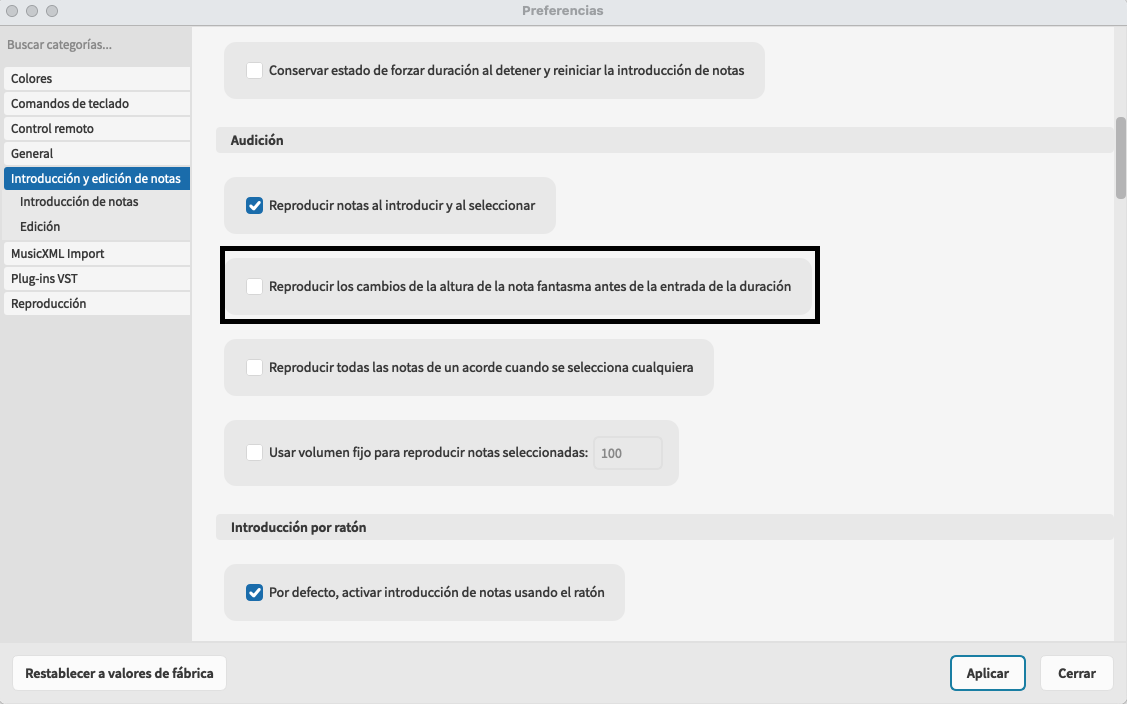 Preferencias
Buscar categorías...
Colores
Comandos de teclado
Control remoto
General
Introducción y edición de notas
Introducción de notas
Edición
MusicXML Import
Plug-ins VST
Reproducción
Conservar estado de forzar duración al detener y reiniciar la introducción de notas
Audición
Reproducir notas al introducir y al seleccionar
Reproducir los cambios de la altura de la nota fantasma antes de la entrada de la duración
Reproducir todas las notas de un acorde cuando se selecciona cualquiera
Usar volumen fijo para reproducir notas seleccionadas: 100
Introducción por ratón
Por defecto, activar introducción de notas usando el ratón
Restablecer a valores de fábrica
Aplicar
Cerrar